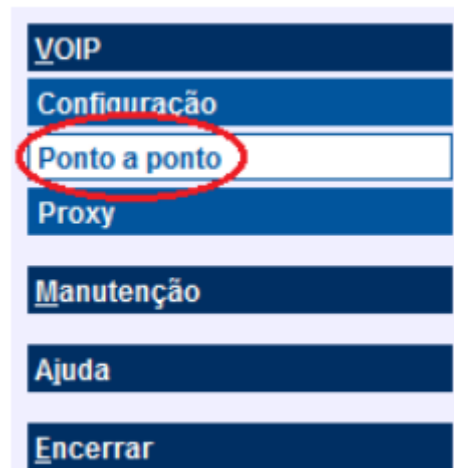 VOIP
Configuração
Ponto a ponto
Proxy
Manutenção
Ajuda
Encerrar